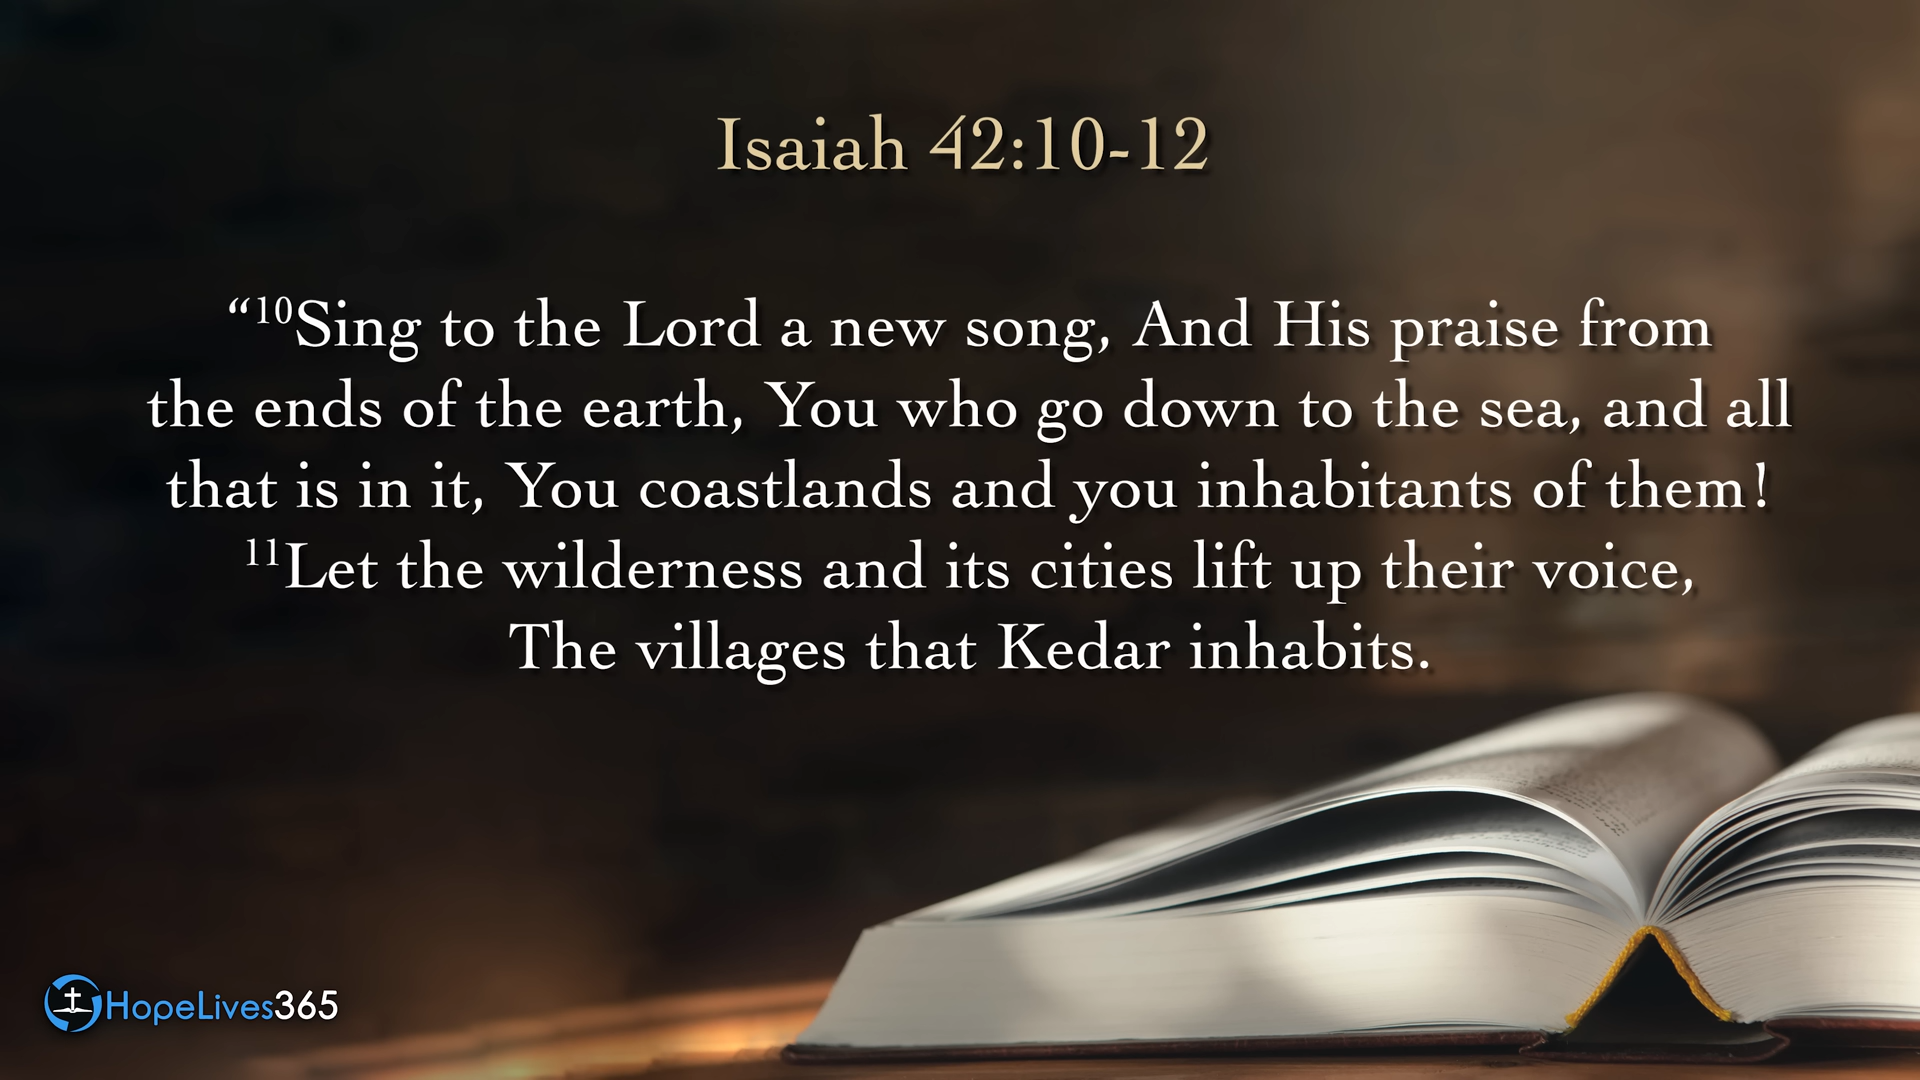 Isaiah 42:10-12
“¹⁰Sing to the Lord a new song, And His praise from
the ends of the earth, You who go down to the sea, and all
that is in it, You coastlands and you inhabitants of them!
¹¹Let the wilderness and its cities lift up their voice,
The villages that Kedar inhabits.
HopeLives365